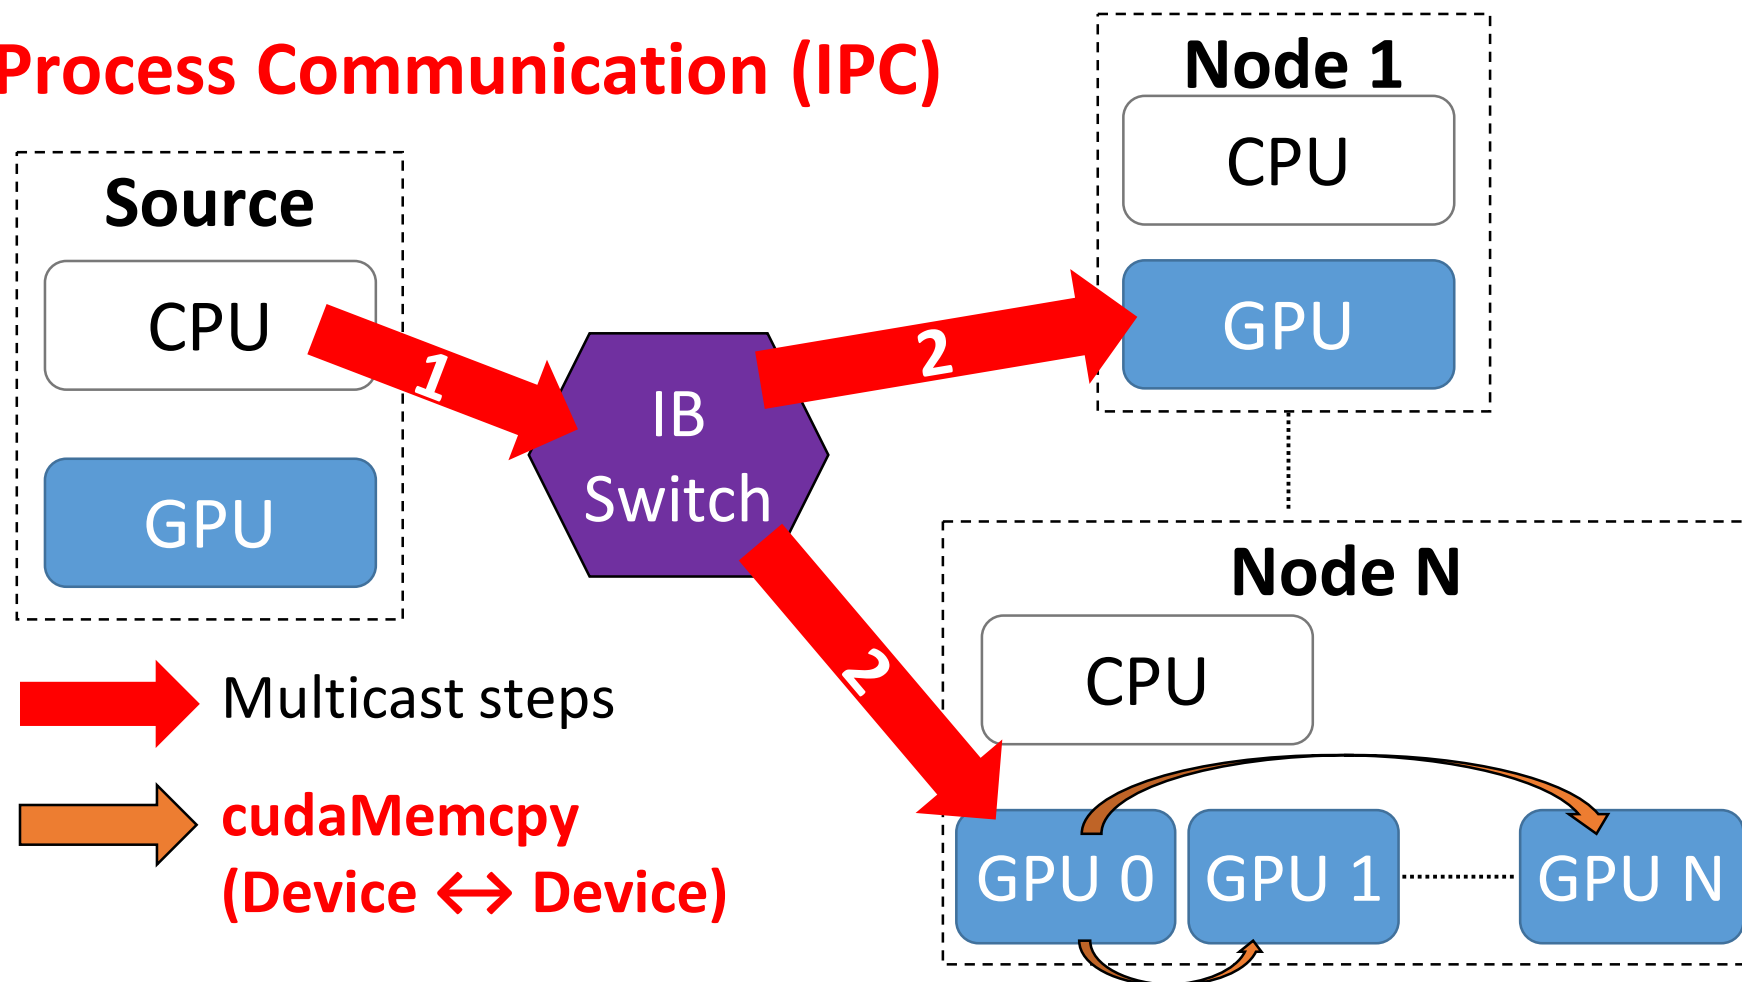 Process Communication (IPC)
Source
CPU
GPU
1
IB
Switch
2
2
Node 1
CPU
GPU
Node N
CPU
GPU 0
GPU 1
GPU N
Multicast steps
cudaMemcpy
(Device ↔ Device)